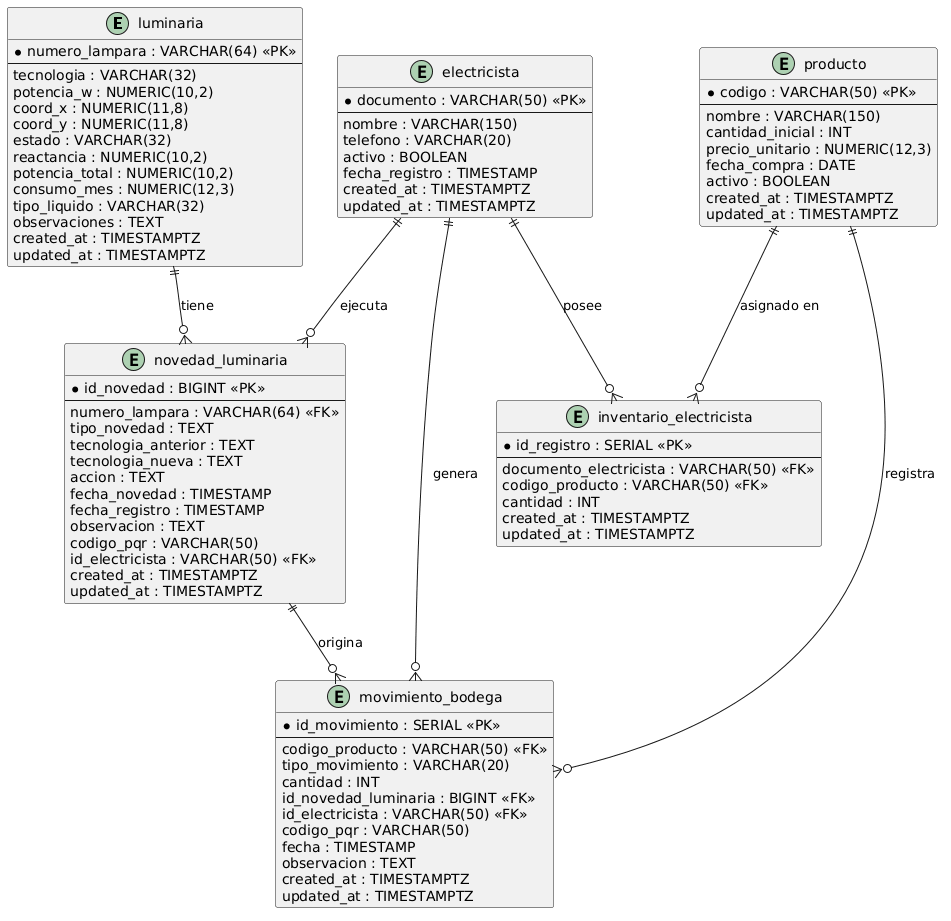 E luminaria
* numero_lampara : VARCHAR(64) «PK»
tecnologia : VARCHAR(32)
potencia_w : NUMERIC(10,2)
coord_x : NUMERIC(11,8)
coord_y : NUMERIC(11,8)
estado : VARCHAR(32)
reactancia : NUMERIC(10,2)
potencia_total : NUMERIC(10,2)
consumo_mes : NUMERIC(12,3)
tipo_liquido : VARCHAR(32)
observaciones : TEXT
created_at : TIMESTAMPTZ
updated_at : TIMESTAMPTZ
E electricista
* documento : VARCHAR(50) «PK»
nombre : VARCHAR(150)
telefono : VARCHAR(20)
activo : BOOLEAN
fecha_registro : TIMESTAMP
created_at : TIMESTAMPTZ
updated_at : TIMESTAMPTZ
E producto
* codigo : VARCHAR(50) «PK»
nombre : VARCHAR(150)
cantidad_inicial : INT
precio_unitario : NUMERIC(12,3)
fecha_compra : DATE
activo : BOOLEAN
created_at : TIMESTAMPTZ
updated_at : TIMESTAMPTZ
tiene
ejecuta
posee
asignado en
E novedad_luminaria
* id_novedad : BIGINT «PK»
numero_lampara : VARCHAR(64) «FK»
tipo_novedad : TEXT
tecnologia_anterior : TEXT
tecnologia_nueva : TEXT
accion : TEXT
fecha_novedad : TIMESTAMP
fecha_registro : TIMESTAMP
observacion : TEXT
codigo_pqr : VARCHAR(50)
id_electricista : VARCHAR(50) «FK»
created_at : TIMESTAMPTZ
updated_at : TIMESTAMPTZ
genera
E inventario_electricista
* id_registro : SERIAL «PK»
documento_electricista : VARCHAR(50) «FK»
codigo_producto : VARCHAR(50) «FK»
cantidad : INT
created_at : TIMESTAMPTZ
updated_at : TIMESTAMPTZ
registra
origina
E movimiento_bodega
* id_movimiento : SERIAL «PK»
codigo_producto : VARCHAR(50) «FK»
tipo_movimiento : VARCHAR(20)
cantidad : INT
id_novedad_luminaria : BIGINT «FK»
id_electricista : VARCHAR(50) «FK»
codigo_pqr : VARCHAR(50)
fecha : TIMESTAMP
observacion : TEXT
created_at : TIMESTAMPTZ
updated_at : TIMESTAMPTZ